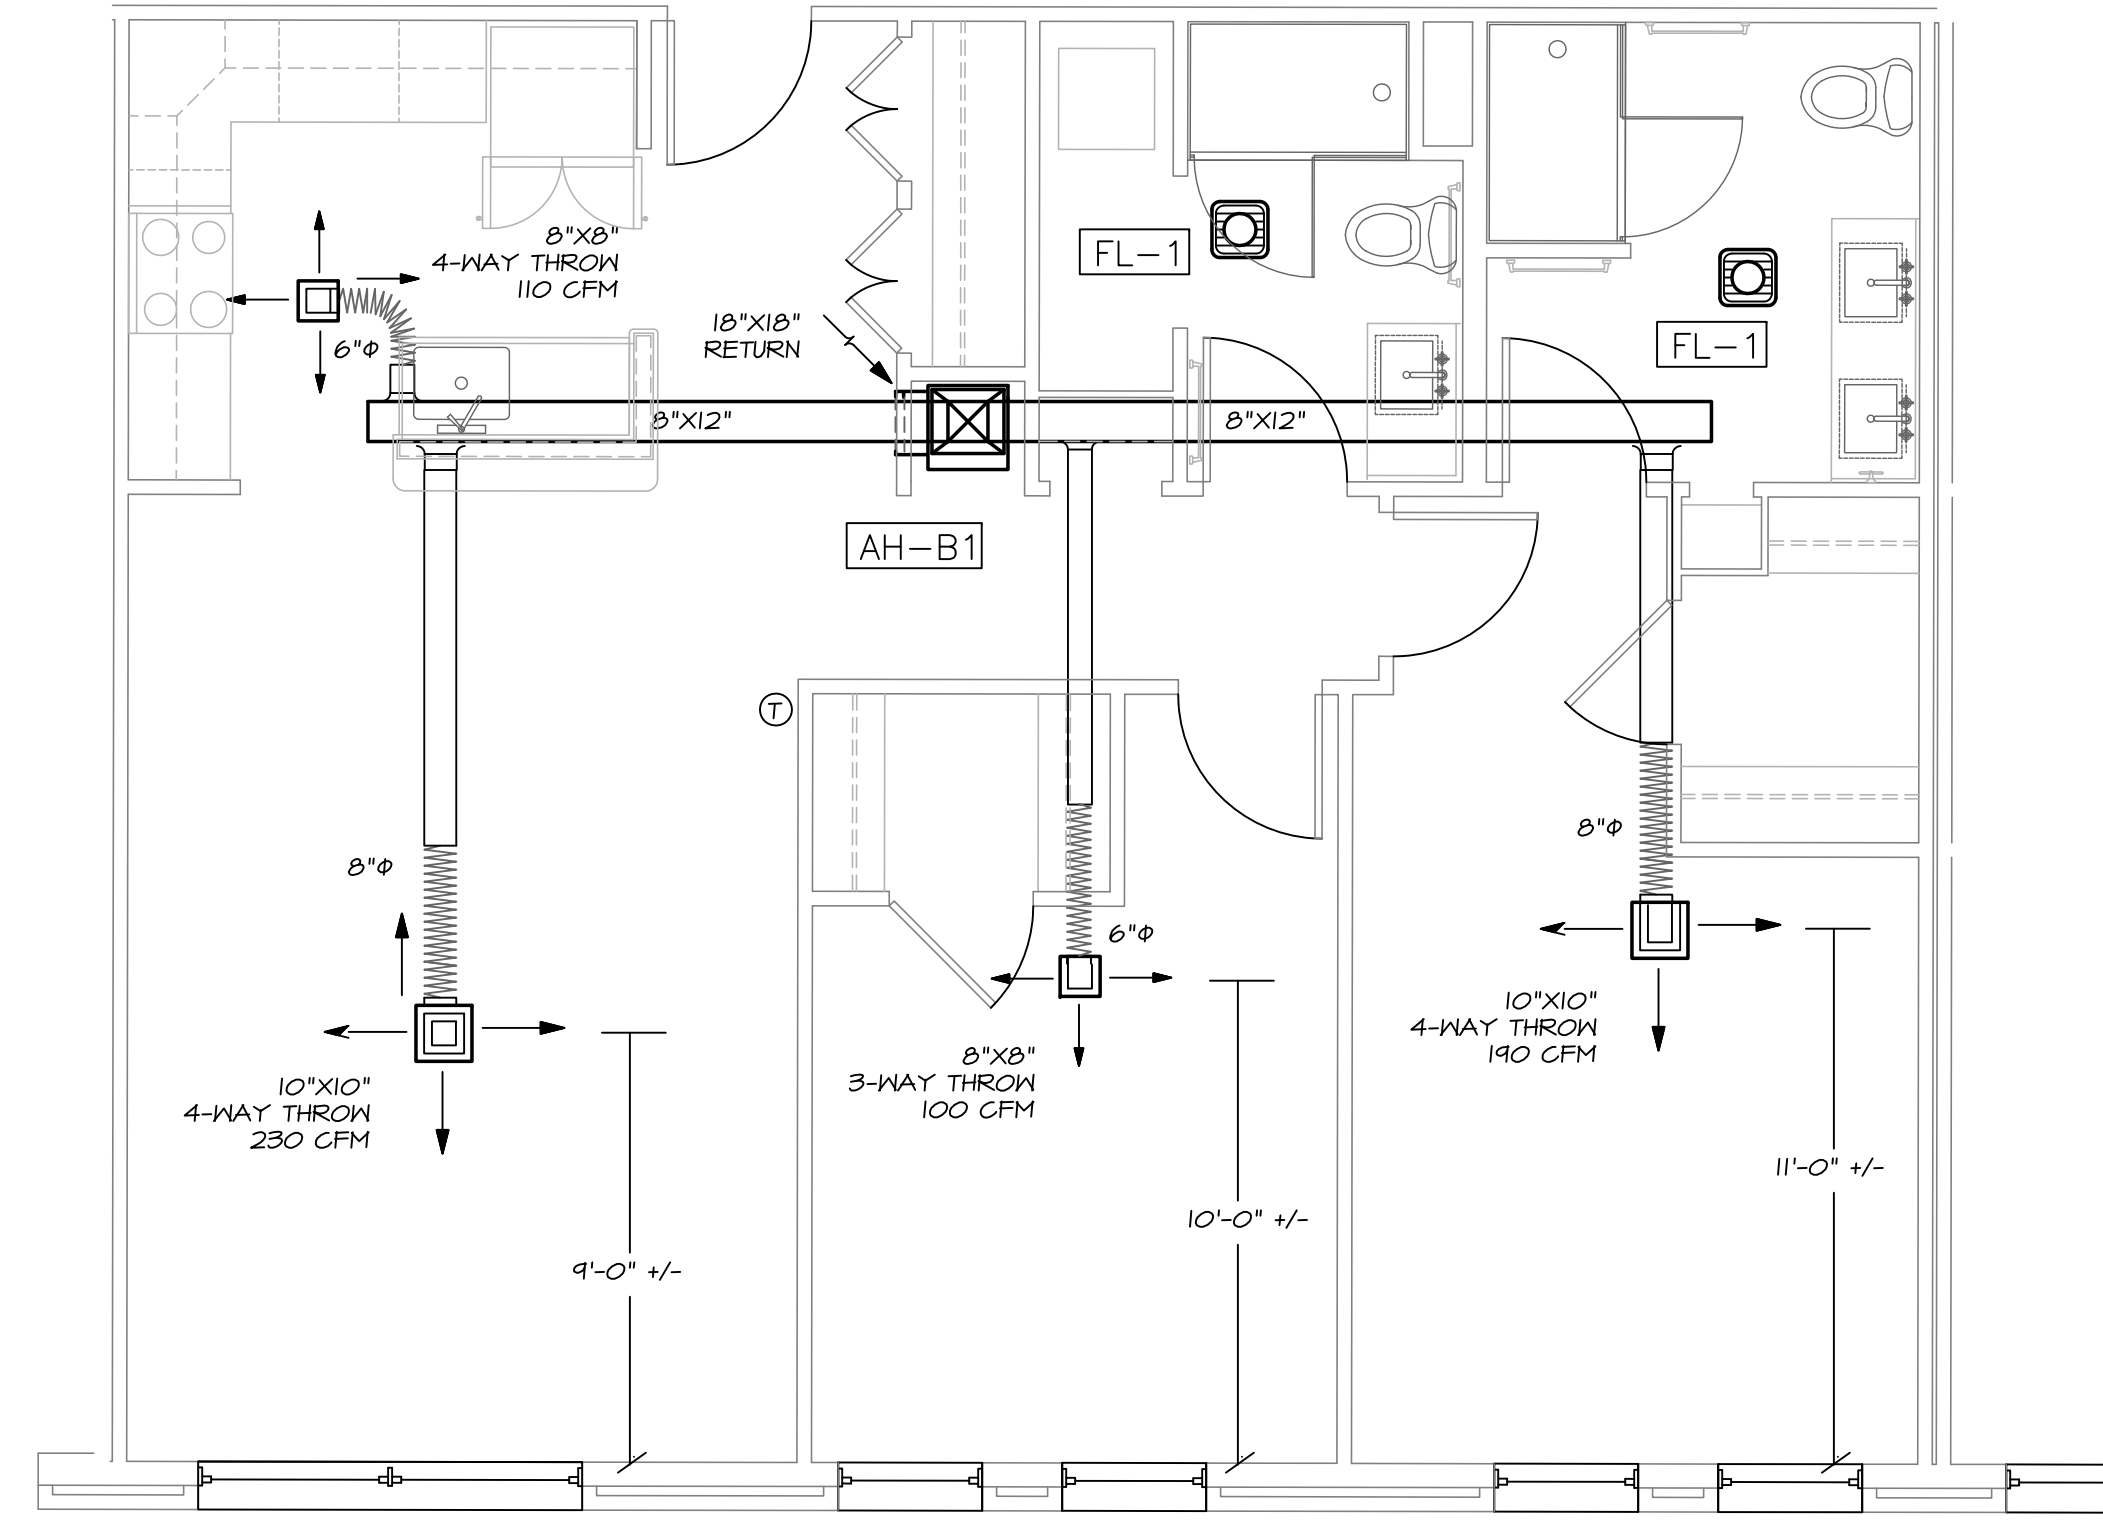 8"X8"
4-WAY THROW
110 CFM
FL-1
18"X18"
RETURN
6"Φ
FL-1
8"X12"
8"X12"
AH-B1
T
8"Φ
8"Φ
6"Φ
10"X10"
4-WAY THROW
190 CFM
8"X8"
3-WAY THROW
100 CFM
10"X10"
4-WAY THROW
230 CFM
11'-0" +/-
10'-0" +/-
9'-0" +/-